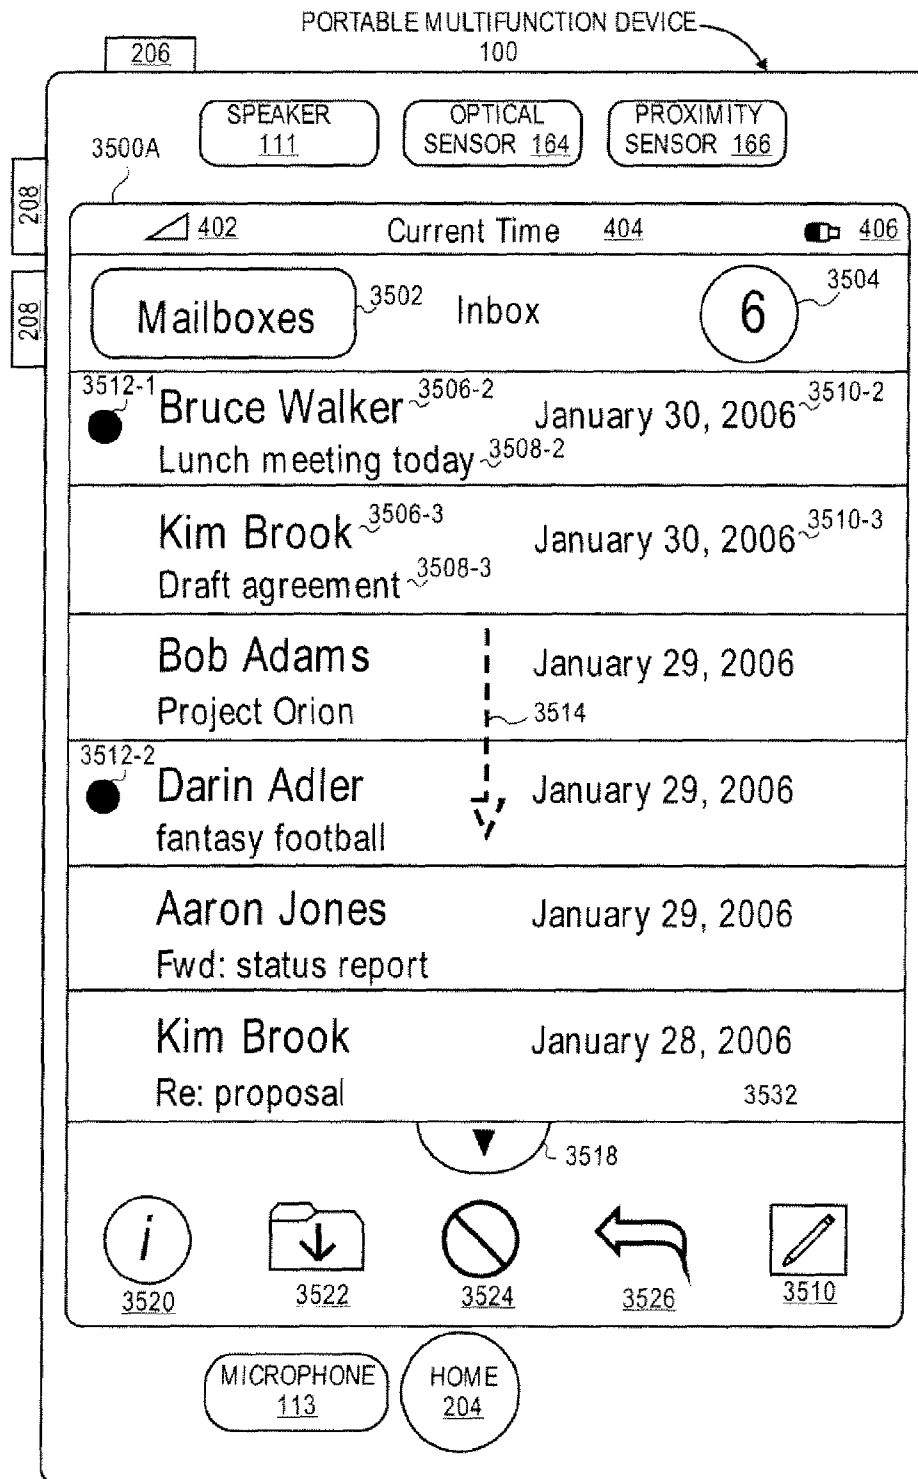 PORTABLE MULTIFUNCTION DEVICE
100
206
SPEAKER
111
OPTICAL
SENSOR 164
PROXIMITY
SENSOR 166
3500A
208
208
402 Current Time 404 406
Mailboxes 3502 Inbox 6 3504
3512-1
Bruce Walker 3506-2 January 30, 2006 3510-2
Lunch meeting today 3508-2
Kim Brook 3506-3 January 30, 2006 3510-3
Draft agreement 3508-3
Bob Adams January 29, 2006
Project Orion 3514
3512-2
Darin Adler January 29, 2006
fantasy football
Aaron Jones January 29, 2006
Fwd: status report
Kim Brook January 28, 2006
Re: proposal 3532
3518
i
3520 3522 3524 3526 3510
MICROPHONE
113
HOME
204